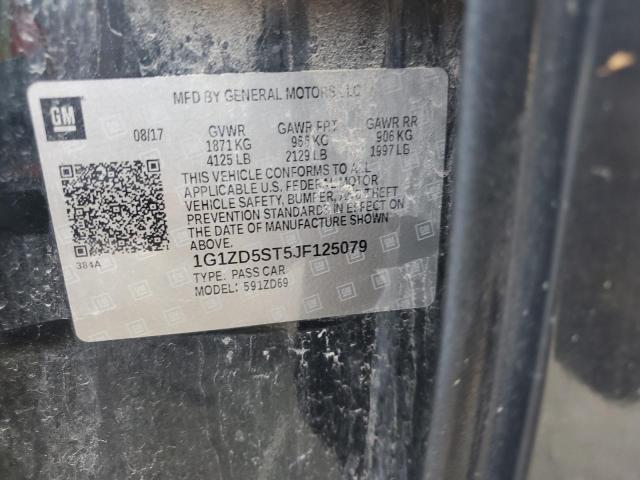 MFD BY GENERAL MOTORS LLC
GM
08/17 GVWR GAWR FRT GAWR RR
1871 KG 966 KG 906 KG
4125 LB 2129 LB 1997 LB
THIS VEHICLE CONFORMS TO ALL
APPLICABLE U.S. FEDERAL MOTOR
VEHICLE SAFETY, BUMPER, AND THEFT
PREVENTION STANDARDS IN EFFECT ON
THE DATE OF MANUFACTURE SHOWN
ABOVE.
384A
1G1ZD5ST5JF125079
TYPE: PASS CAR
MODEL: 591ZD69